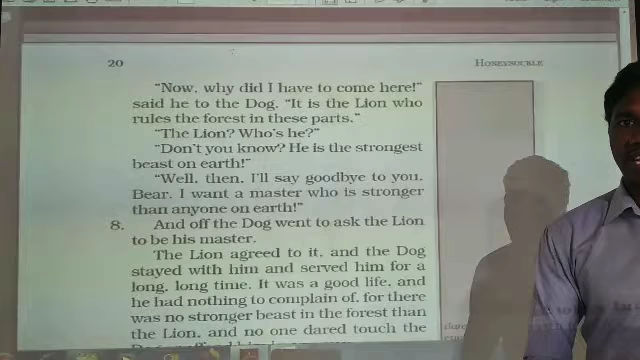 20
HONEYSUCKLE
"Now, why did I have to come here!"
said he to the Dog. "It is the Lion who
rules the forest in these parts."
"The Lion? Who's he?"
"Don't you know? He is the strongest
beast on earth!"
"Well, then, I'll say goodbye to you,
Bear. I want a master who is stronger
than anyone on earth!"
8. And off the Dog went to ask the Lion
to be his master.
The Lion agreed to it, and the Dog
stayed with him and served him for a
long, long time. It was a good life, and
he had nothing to complain of, for there
was no stronger beast in the forest than
the Lion, and no one dared touch the